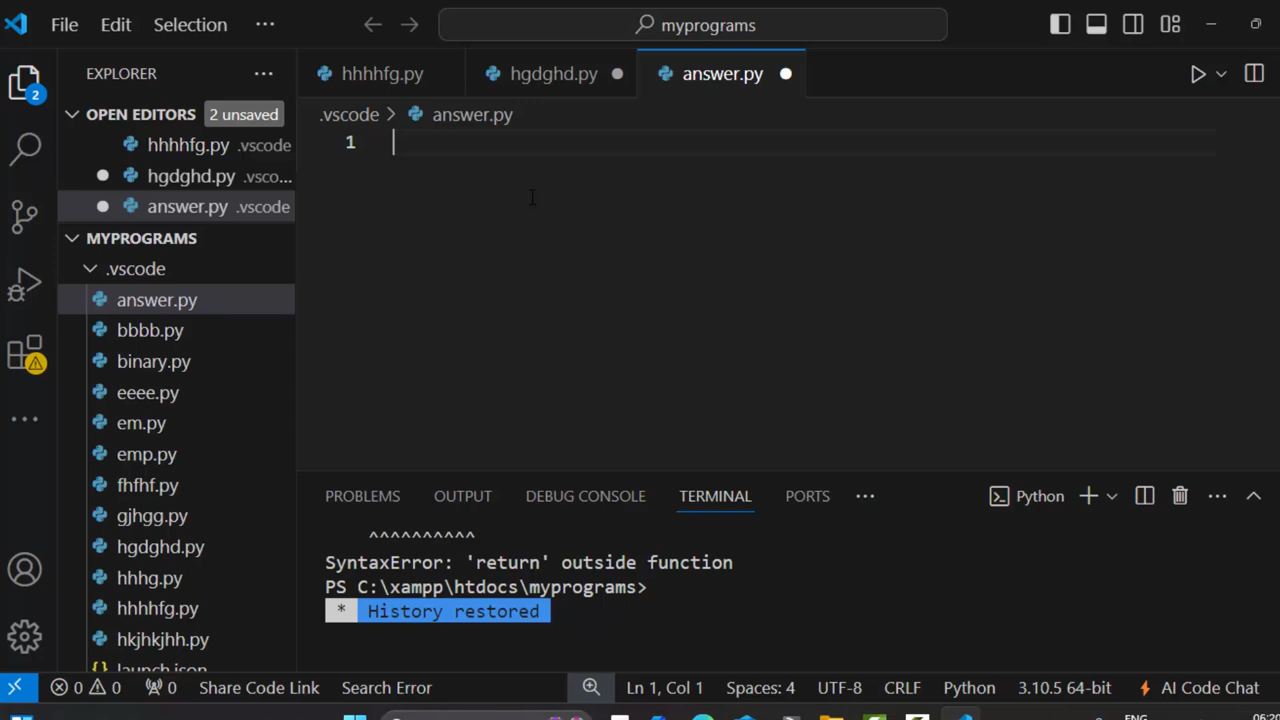 File Edit Selection ··· myprograms
EXPLORER ··· hhhhfg.py hgdghd.py answer.py
OPEN EDITORS 2 unsaved .vscode > answer.py
hhhhfg.py .vscode 1
hgdghd.py .vsco...
answer.py .vscode
MYPROGRAMS
.vscode
answer.py
bbbb.py
binary.py
eeee.py
em.py
emp.py
fhfhf.py
gjhgg.py
hgdghd.py
hhhg.py
hhhhfg.py
hkjhkjhh.py
launch.json
2
PROBLEMS OUTPUT DEBUG CONSOLE TERMINAL PORTS ··· Python
^^^^^^^^^^
SyntaxError: 'return' outside function
PS C:\xampp\htdocs\myprograms>
* History restored
0 0 0 Share Code Link Search Error Ln 1, Col 1 Spaces: 4 UTF-8 CRLF Python 3.10.5 64-bit AI Code Chat